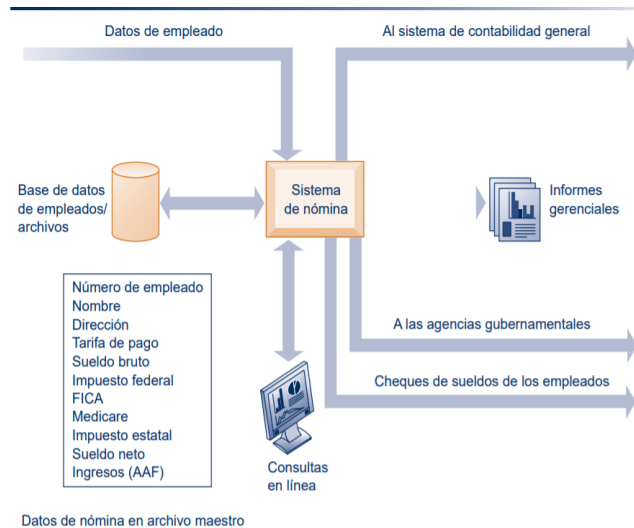 Datos de empleado
Al sistema de contabilidad general
Base de datos
de empleados/
archivos
Sistema
de nómina
Informes
gerenciales
Número de empleado
Nombre
Dirección
Tarifa de pago
Sueldo bruto
Impuesto federal
FICA
Medicare
Impuesto estatal
Sueldo neto
Ingresos (AAF)
A las agencias gubernamentales
Cheques de sueldos de los empleados
Consultas
en línea
Datos de nómina en archivo maestro